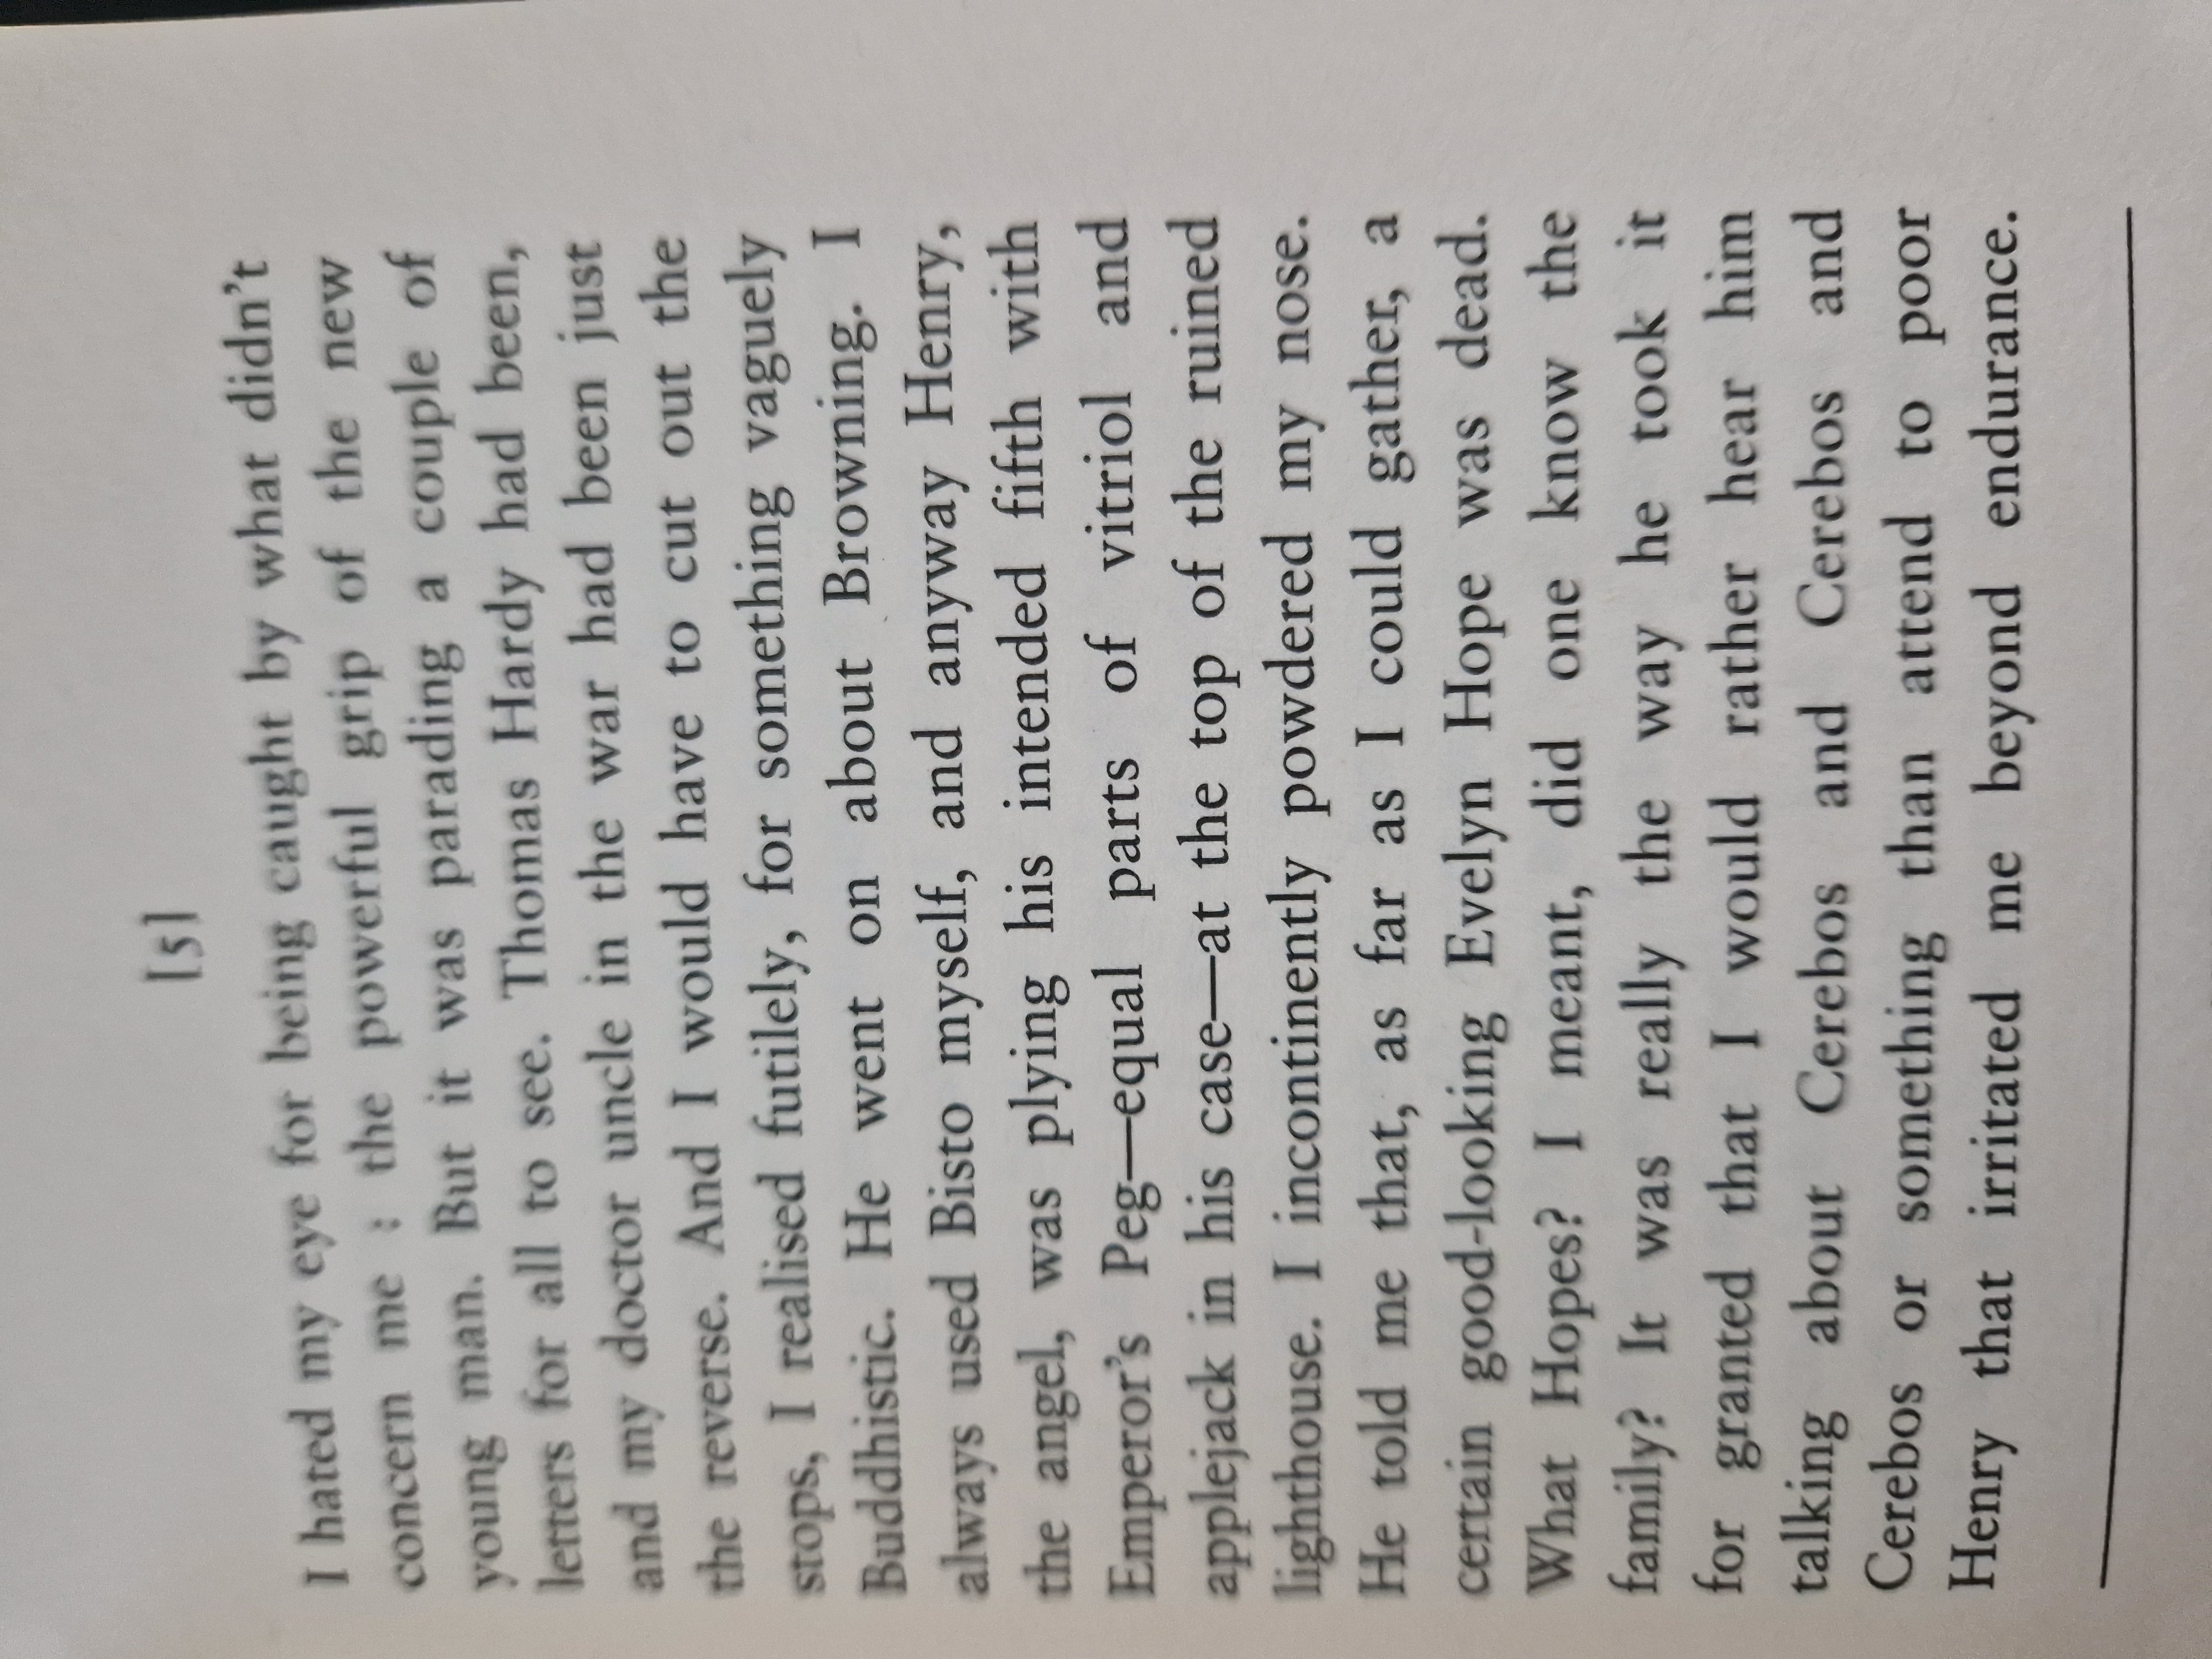 [5]
I hated my eye for being caught by what didn't
concern me : the powerful grip of the new
young man. But it was parading a couple of
letters for all to see. Thomas Hardy had been,
and my doctor uncle in the war had been just
the reverse. And I would have to cut out the
stops, I realised futilely, for something vaguely
Buddhistic. He went on about Browning. I
always used Bisto myself, and anyway Henry,
the angel, was plying his intended fifth with
Emperor's Peg—equal parts of vitriol and
applejack in his case—at the top of the ruined
lighthouse. I incontinently powdered my nose.
He told me that, as far as I could gather, a
certain good-looking Evelyn Hope was dead.
What Hopes? I meant, did one know the
family? It was really the way he took it
for granted that I would rather hear him
talking about Cerebos and Cerebos and
Cerebos or something than attend to poor
Henry that irritated me beyond endurance.